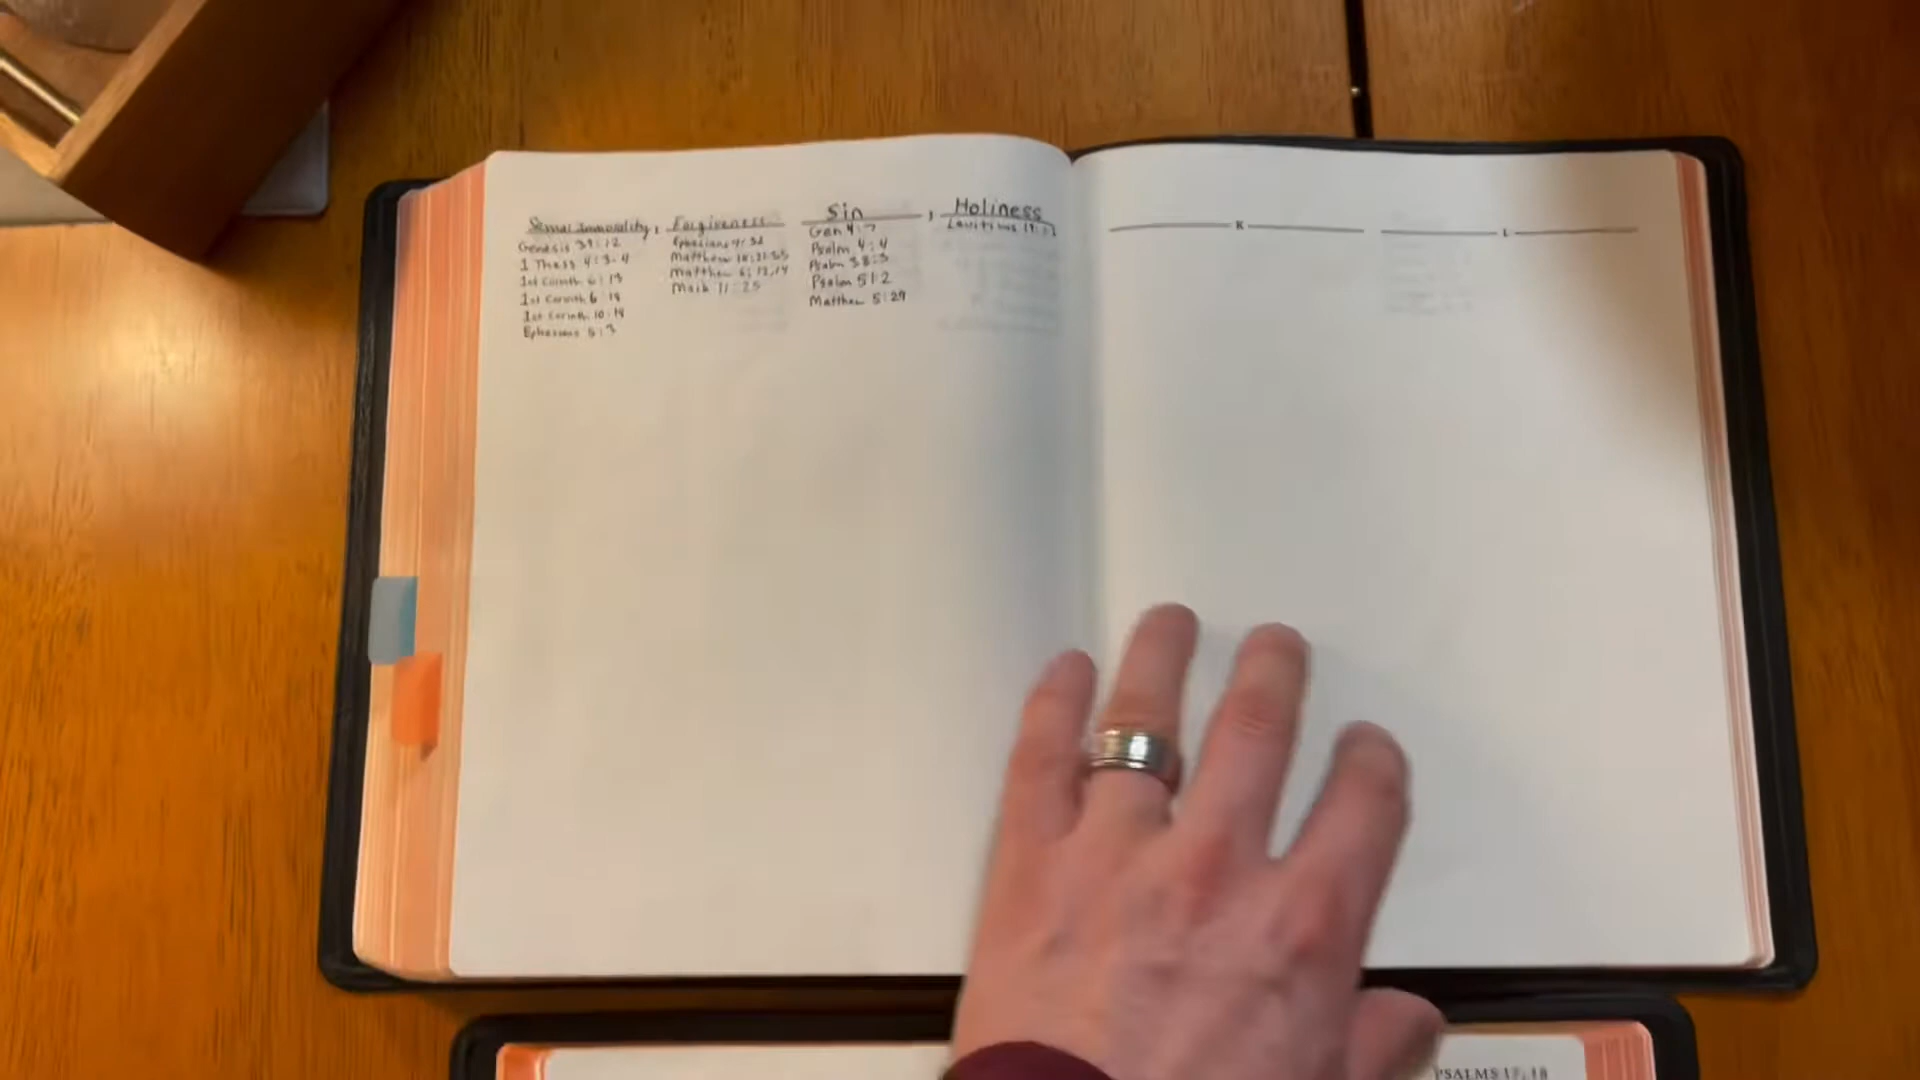 Sexual Immorality, Forgiveness
Genesis 39:12
1 Thess 4:3-4
1st Corinth 6:13
1st Corinth 6:18
1st Corinth 10:14
Ephesians 5:3
Ephesians 4:32
Matthew 18:21-35
Matthew 6:12,14
Mark 11:25
Sin, Holiness
Gen 4:7
Psalm 4:4
Psalm 38:3
Psalm 51:2
Matthew 5:29
Leviticus
K
L
PSALMS 17, 18